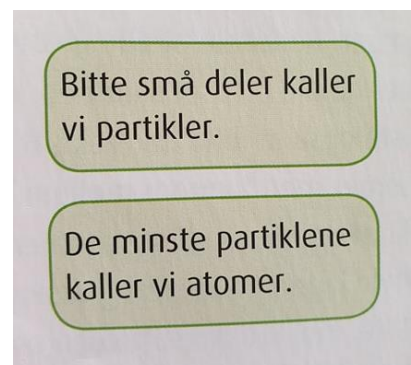 Bitte små deler kaller
vi partikler.
De minste partiklene
kaller vi atomer.